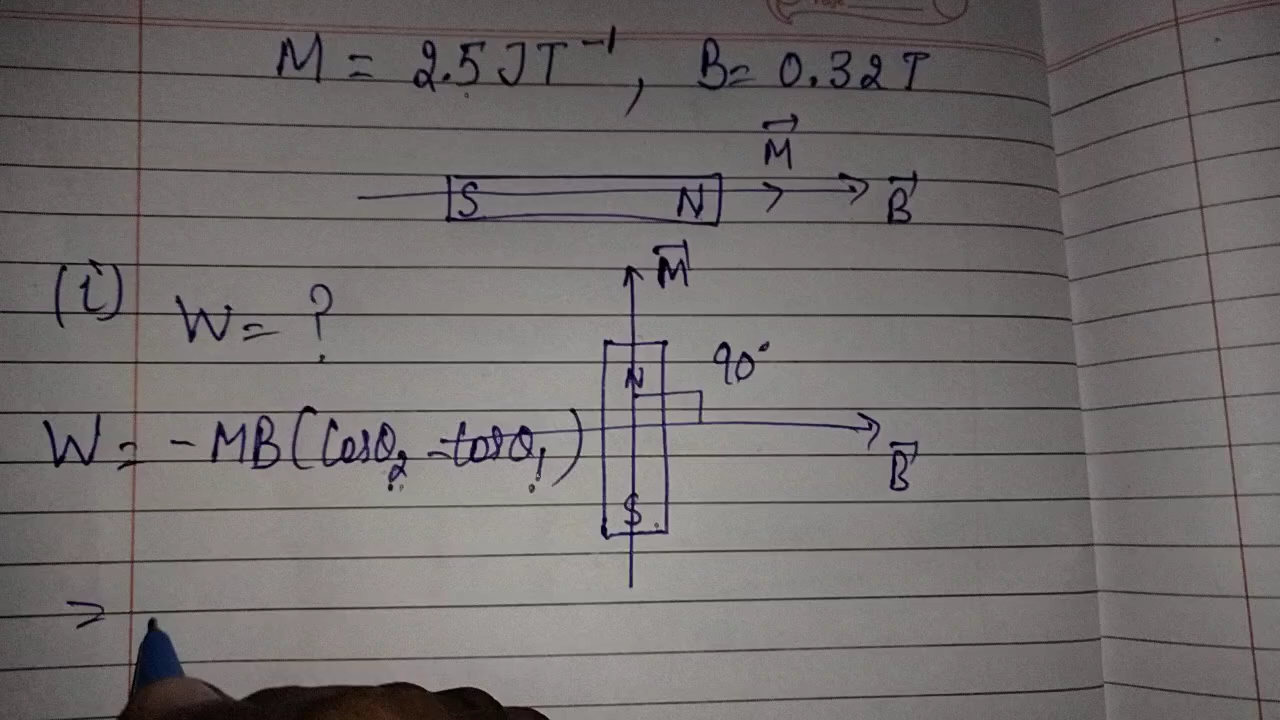 M = 2.5 JT⁻¹, B = 0.32 T
M⃗
S N B⃗
M⃗
(i) W = ?
90°
N
W = -MB(Cosθ₂ - cosθ₁)
B⃗
S
=